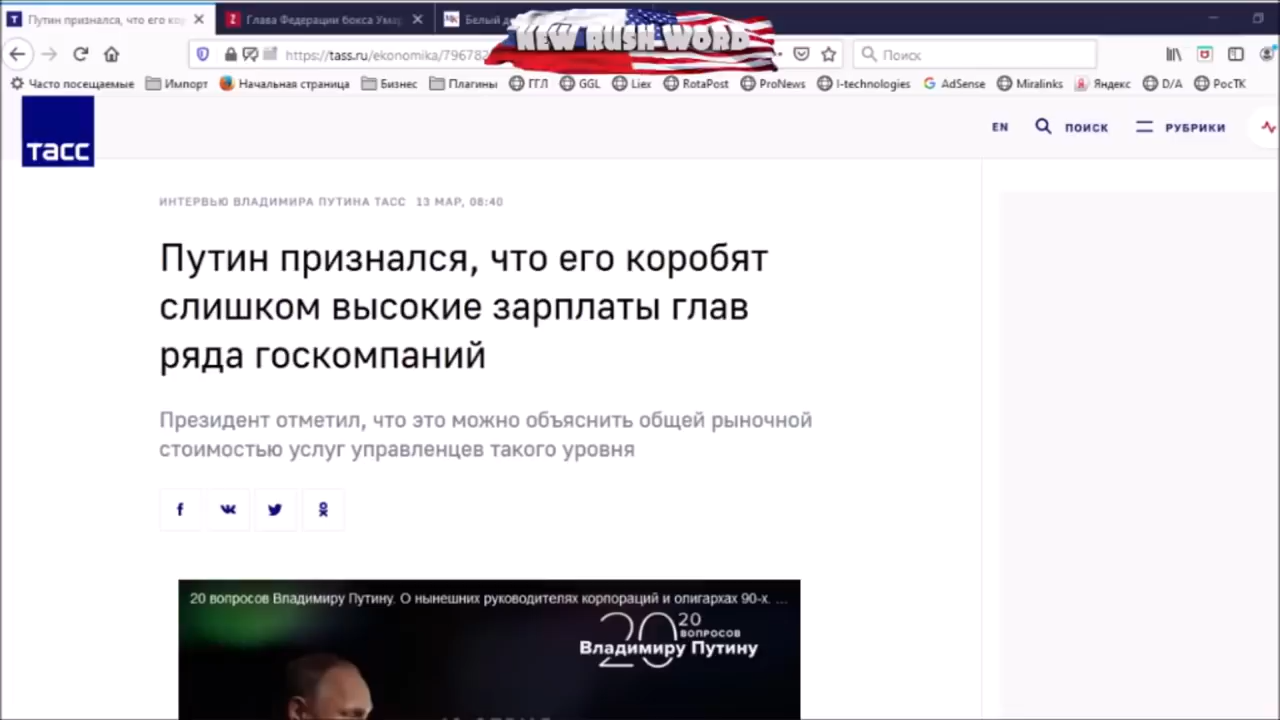 Путин признался, что его кор
Глава Федерации бокса Умар
Белый д
NEW RUSH WORD
https://tass.ru/ekonomika/79678
Поиск
Часто посещаемые Импорт Начальная страница Бизнес Плагины ГГЛ GGL Liex RotaPost ProNews I-technologies AdSense Miralinks Яндекс D/A РосТК
ТАСС
EN ПОИСК РУБРИКИ
ИНТЕРВЬЮ ВЛАДИМИРА ПУТИНА ТАСС 13 МАР, 08:40
Путин признался, что его коробят
слишком высокие зарплаты глав
ряда госкомпаний
Президент отметил, что это можно объяснить общей рыночной
стоимостью услуг управленцев такого уровня
20 вопросов Владимиру Путину. О нынешних руководителях корпораций и олигархах 90-х. ...
20
20
ВОПРОСОВ
Владимиру Путину